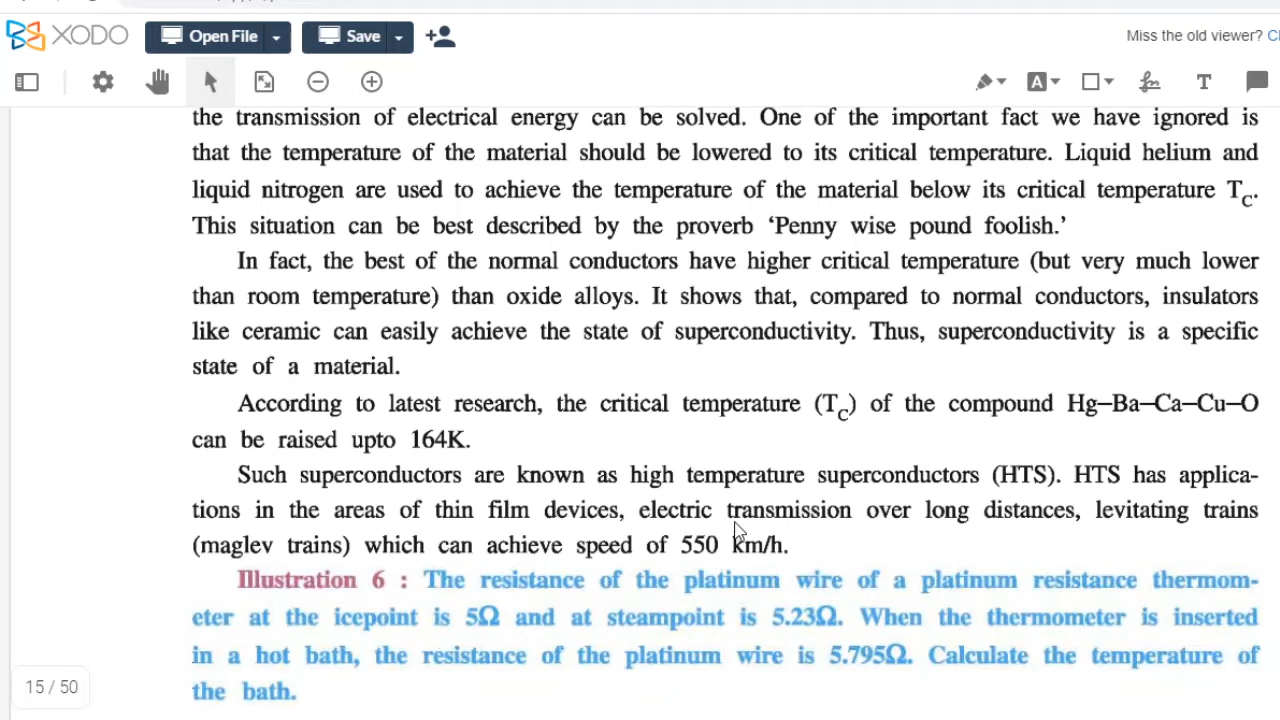 XODO Open File Save Miss the old viewer?
the transmission of electrical energy can be solved. One of the important fact we have ignored is
that the temperature of the material should be lowered to its critical temperature. Liquid helium and
liquid nitrogen are used to achieve the temperature of the material below its critical temperature TC.
This situation can be best described by the proverb ‘Penny wise pound foolish.’
In fact, the best of the normal conductors have higher critical temperature (but very much lower
than room temperature) than oxide alloys. It shows that, compared to normal conductors, insulators
like ceramic can easily achieve the state of superconductivity. Thus, superconductivity is a specific
state of a material.
According to latest research, the critical temperature (TC) of the compound Hg–Ba–Ca–Cu–O
can be raised upto 164K.
Such superconductors are known as high temperature superconductors (HTS). HTS has applica-
tions in the areas of thin film devices, electric transmission over long distances, levitating trains
(maglev trains) which can achieve speed of 550 km/h.
Illustration 6 : The resistance of the platinum wire of a platinum resistance thermom-
eter at the icepoint is 5Ω and at steampoint is 5.23Ω. When the thermometer is inserted
in a hot bath, the resistance of the platinum wire is 5.795Ω. Calculate the temperature of
the bath.
15 / 50